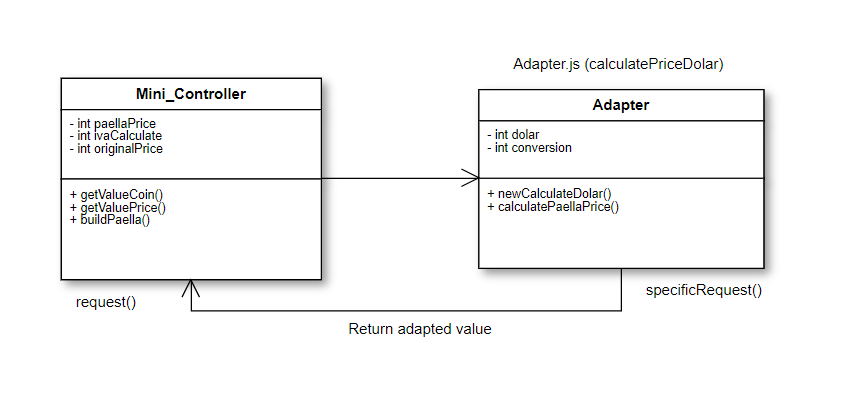 Adapter.js (calculatePriceDolar)
Mini_Controller
- int paellaPrice
- int ivaCalculate
- int originalPrice
+ getValueCoin()
+ getValuePrice()
+ buildPaella()
Adapter
- int dolar
- int conversion
+ newCalculateDolar()
+ calculatePaellaPrice()
request()
specificRequest()
Return adapted value